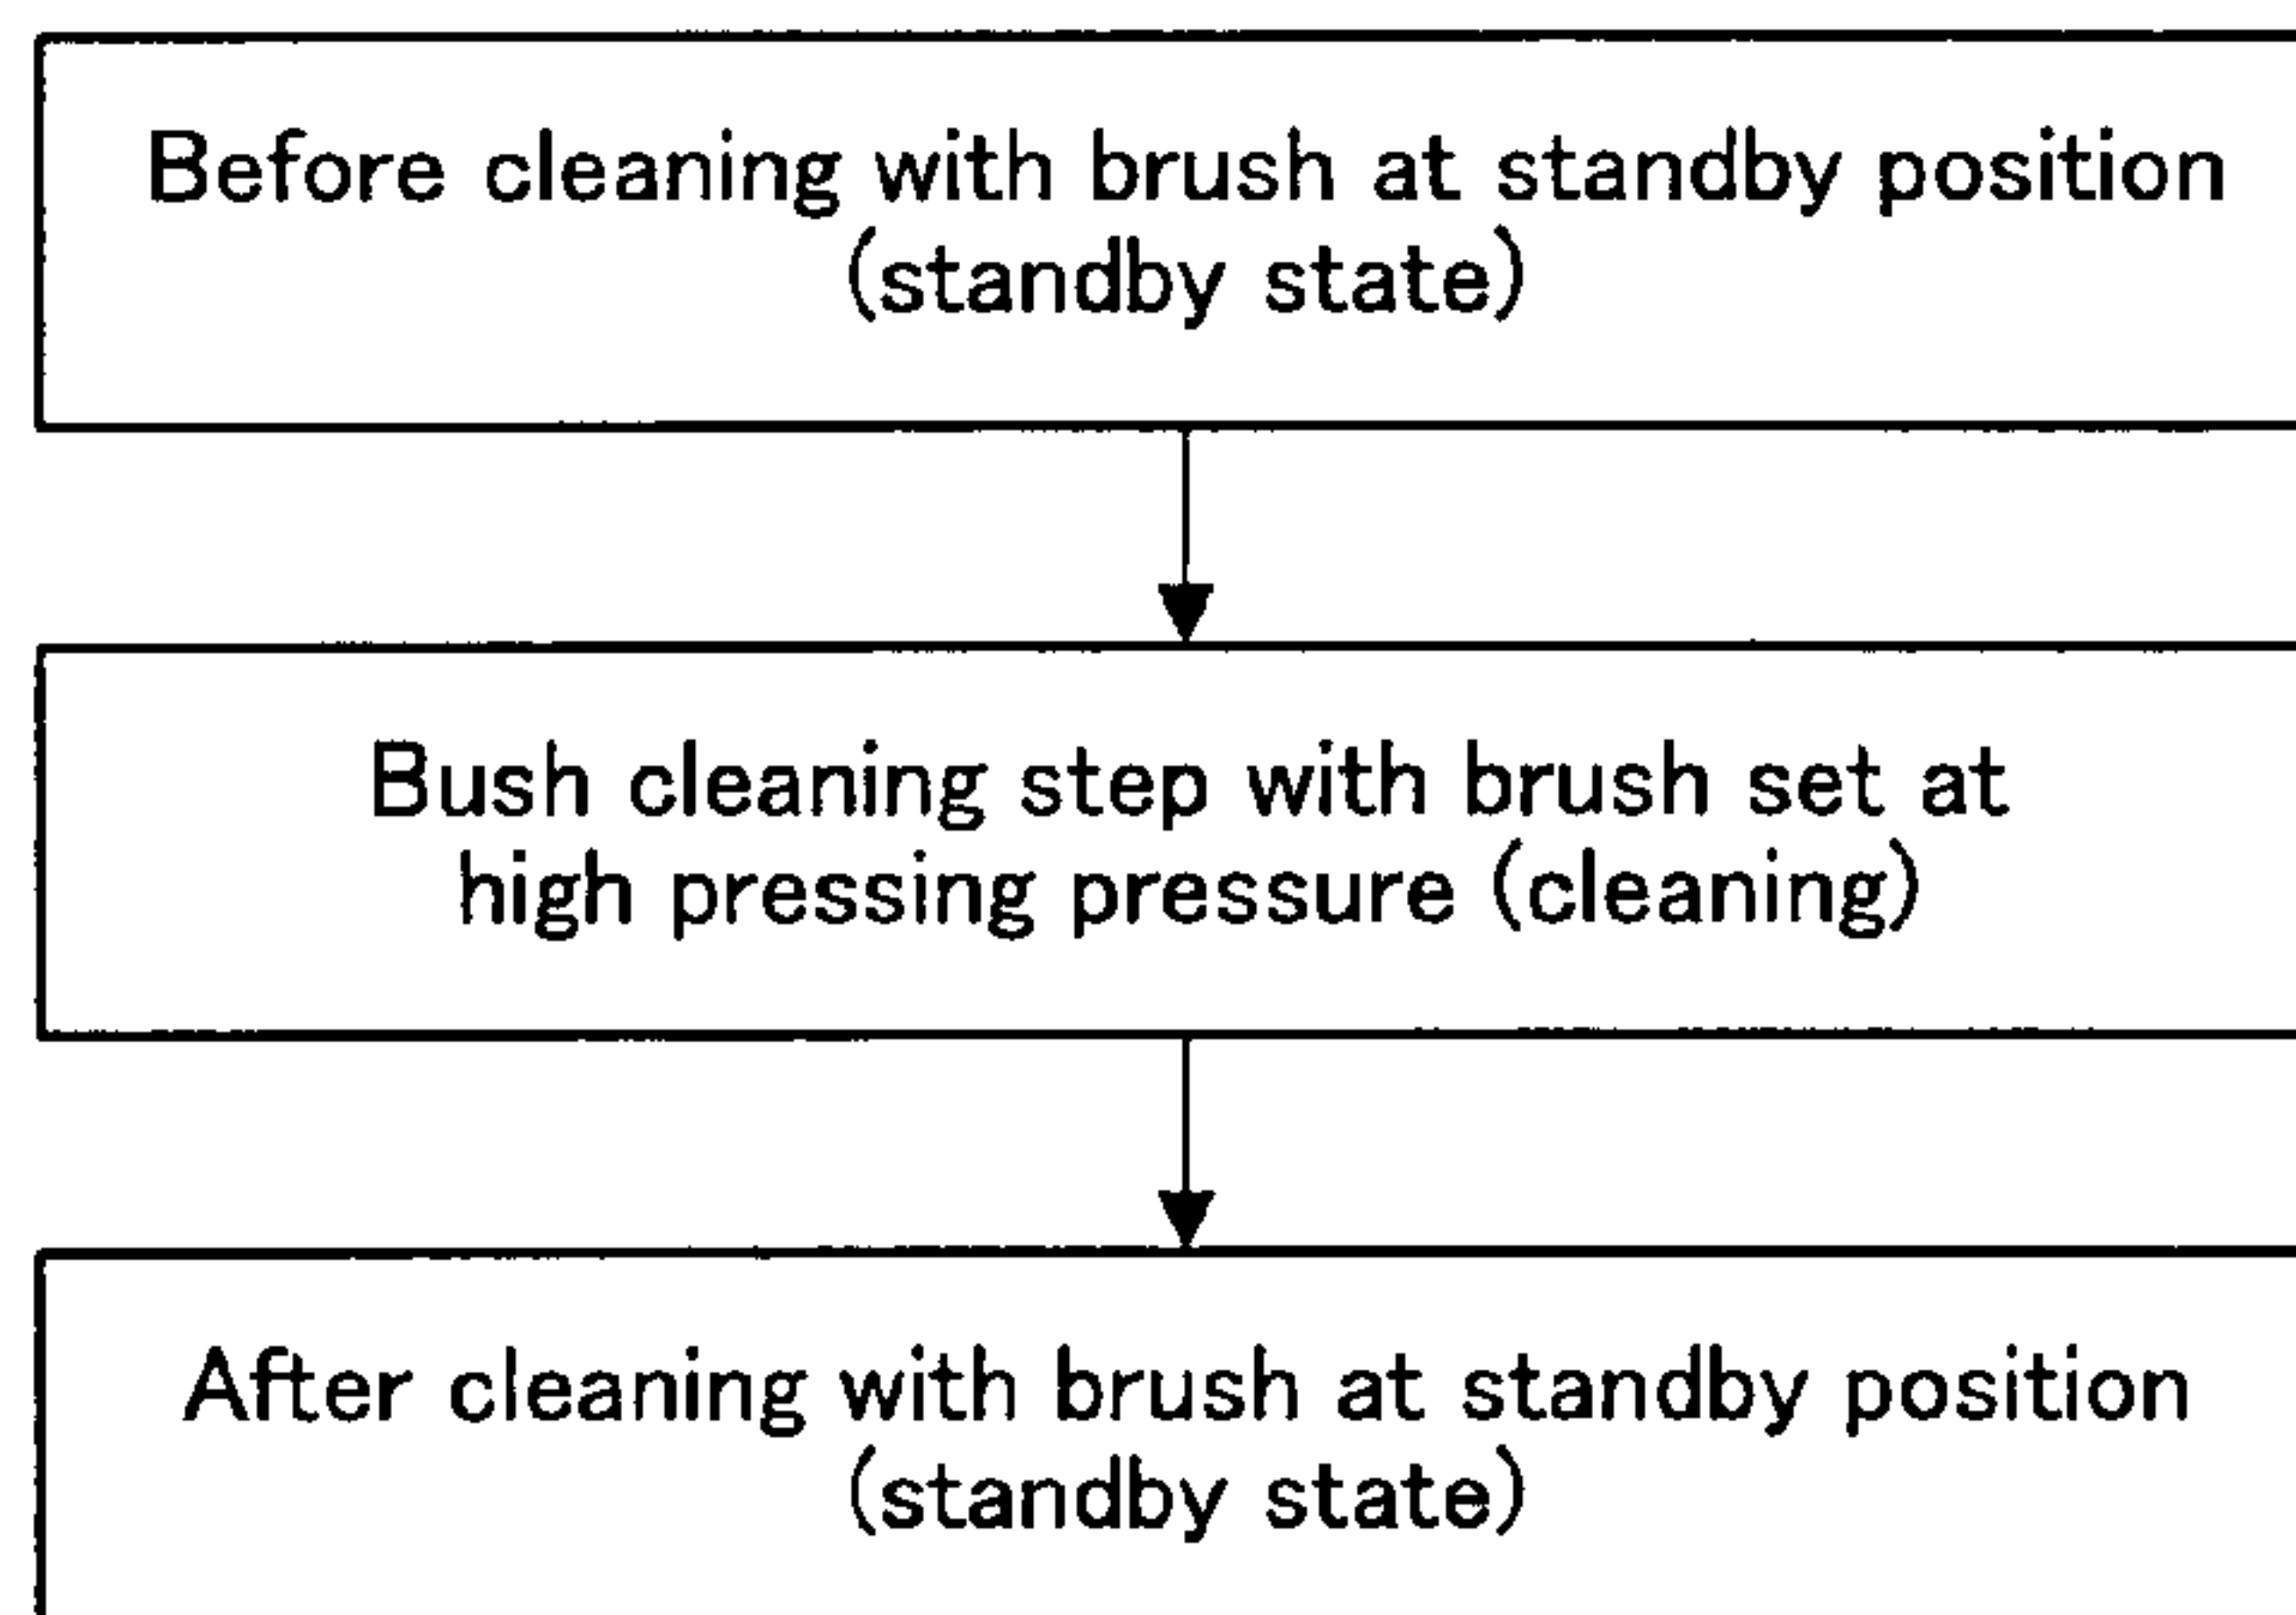 Before cleaning with brush at standby position
(standby state)
Bush cleaning step with brush set at
high pressing pressure (cleaning)
After cleaning with brush at standby position
(standby state)